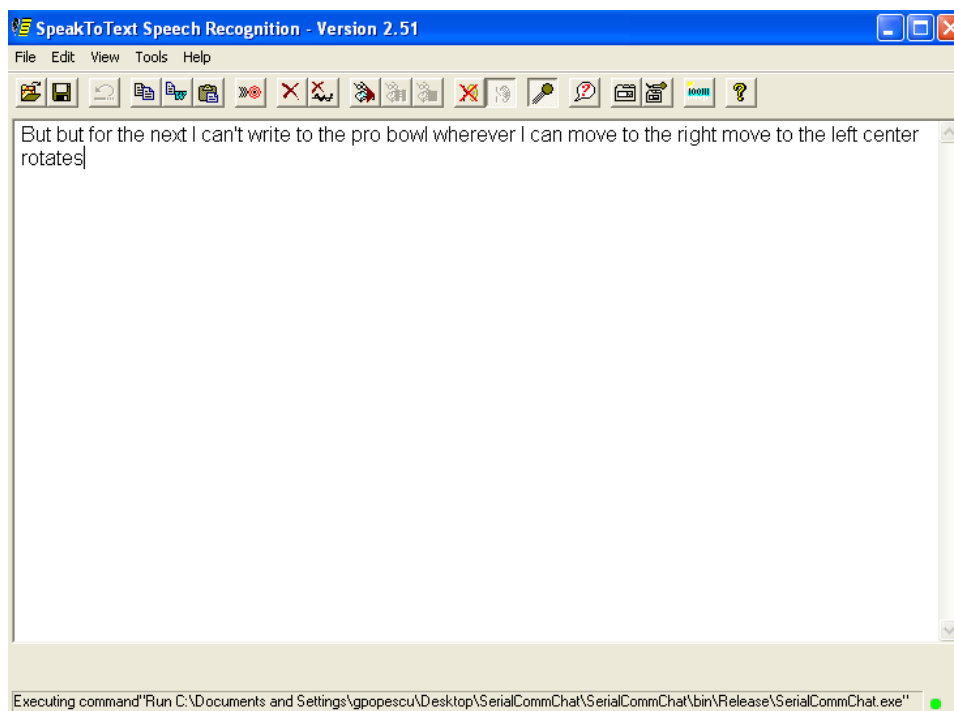 SpeakToText Speech Recognition - Version 2.51
File Edit View Tools Help
But but for the next I can't write to the pro bowl wherever I can move to the right move to the left center
rotates
Executing command"Run C:\Documents and Settings\gpopescu\Desktop\SerialCommChat\SerialCommChat\bin\Release\SerialCommChat.exe"